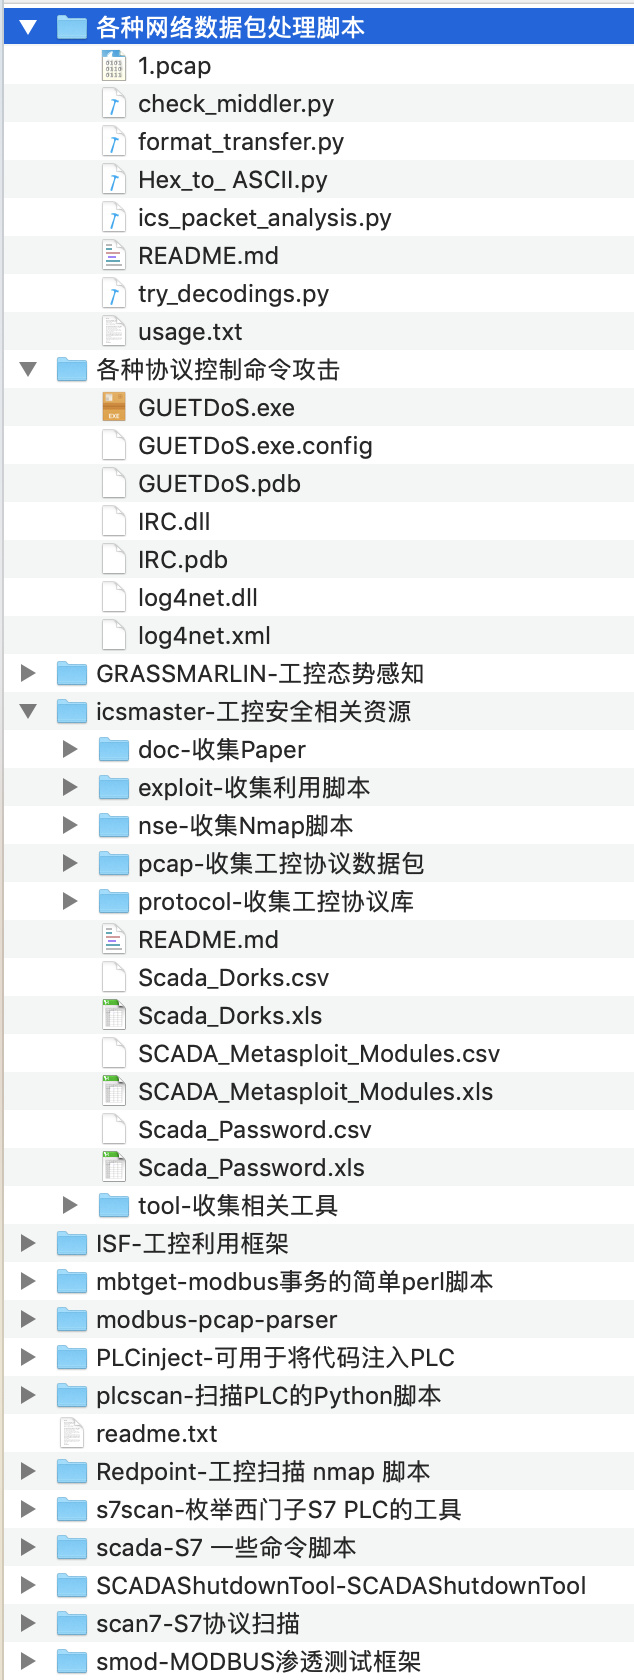 各种网络数据包处理脚本
1.pcap
check_middler.py
format_transfer.py
Hex_to_ ASCII.py
ics_packet_analysis.py
README.md
try_decodings.py
usage.txt
各种协议控制命令攻击
GUETDoS.exe
GUETDoS.exe.config
GUETDoS.pdb
IRC.dll
IRC.pdb
log4net.dll
log4net.xml
GRASSMARLIN-工控态势感知
icsmaster-工控安全相关资源
doc-收集Paper
exploit-收集利用脚本
nse-收集Nmap脚本
pcap-收集工控协议数据包
protocol-收集工控协议库
README.md
Scada_Dorks.csv
Scada_Dorks.xls
SCADA_Metasploit_Modules.csv
SCADA_Metasploit_Modules.xls
Scada_Password.csv
Scada_Password.xls
tool-收集相关工具
ISF-工控利用框架
mbtget-modbus事务的简单perl脚本
modbus-pcap-parser
PLCinject-可用于将代码注入PLC
plcscan-扫描PLC的Python脚本
readme.txt
Redpoint-工控扫描 nmap 脚本
s7scan-枚举西门子S7 PLC的工具
scada-S7 一些命令脚本
SCADAShutdownTool-SCADAShutdownTool
scan7-S7协议扫描
smod-MODBUS渗透测试框架